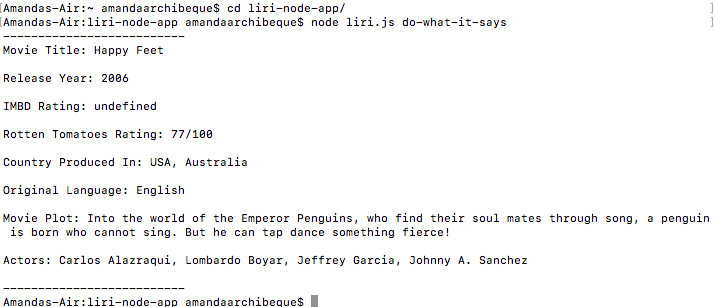 [Amandas-Air:~ amandaarchibeque$ cd liri-node-app/ ]
[Amandas-Air:liri-node-app amandaarchibeque$ node liri.js do-what-it-says ]
--------------------------
Movie Title: Happy Feet
Release Year: 2006
IMBD Rating: undefined
Rotten Tomatoes Rating: 77/100
Country Produced In: USA, Australia
Original Language: English
Movie Plot: Into the world of the Emperor Penguins, who find their soul mates through song, a penguin
is born who cannot sing. But he can tap dance something fierce!
Actors: Carlos Alazraqui, Lombardo Boyar, Jeffrey Garcia, Johnny A. Sanchez
--------------------------
Amandas-Air:liri-node-app amandaarchibeque$